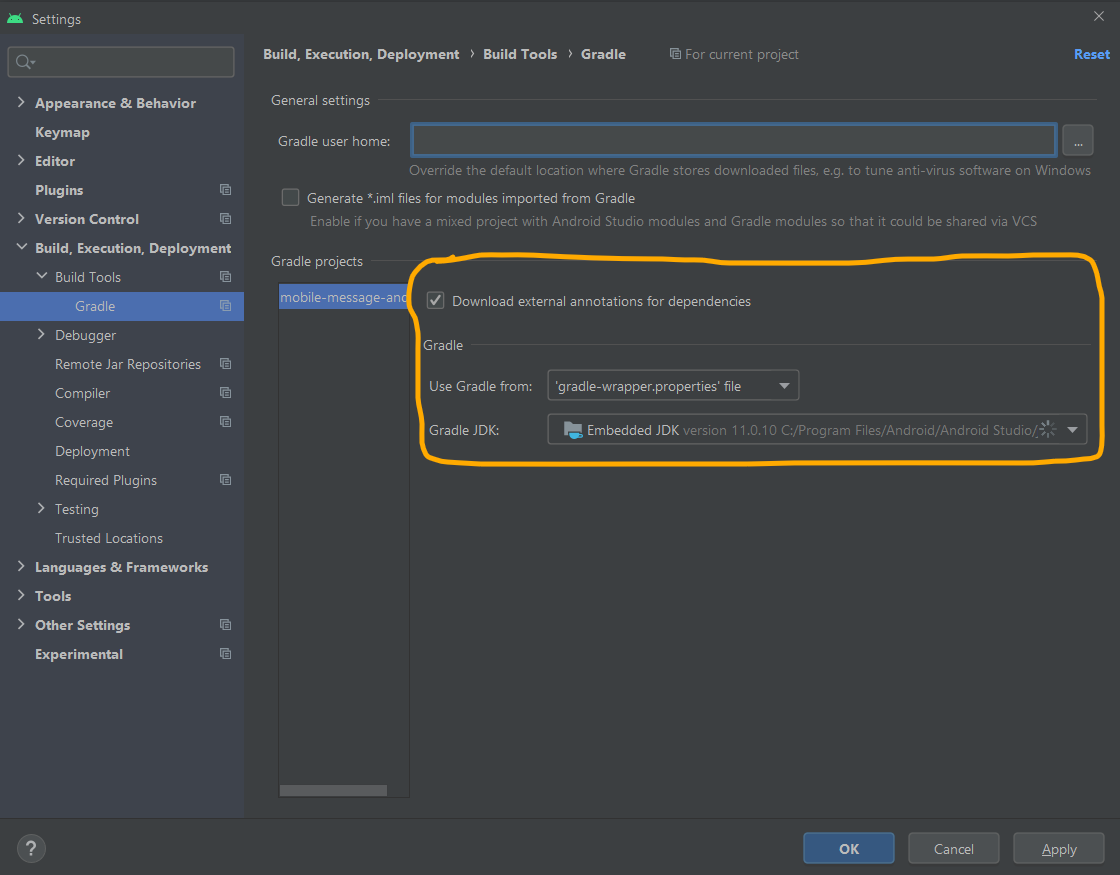 Settings
Build, Execution, Deployment › Build Tools › Gradle For current project Reset
Appearance & Behavior
Keymap
Editor
Plugins
Version Control
Build, Execution, Deployment
Build Tools
Gradle
Debugger
Remote Jar Repositories
Compiler
Coverage
Deployment
Required Plugins
Testing
Trusted Locations
Languages & Frameworks
Tools
Other Settings
Experimental
General settings
Gradle user home: ...
Override the default location where Gradle stores downloaded files, e.g. to tune anti-virus software on Windows
Generate *.iml files for modules imported from Gradle
Enable if you have a mixed project with Android Studio modules and Gradle modules so that it could be shared via VCS
Gradle projects
mobile-message-and
Download external annotations for dependencies
Gradle
Use Gradle from: 'gradle-wrapper.properties' file
Gradle JDK: Embedded JDK version 11.0.10 C:/Program Files/Android/Android Studio/
? OK Cancel Apply